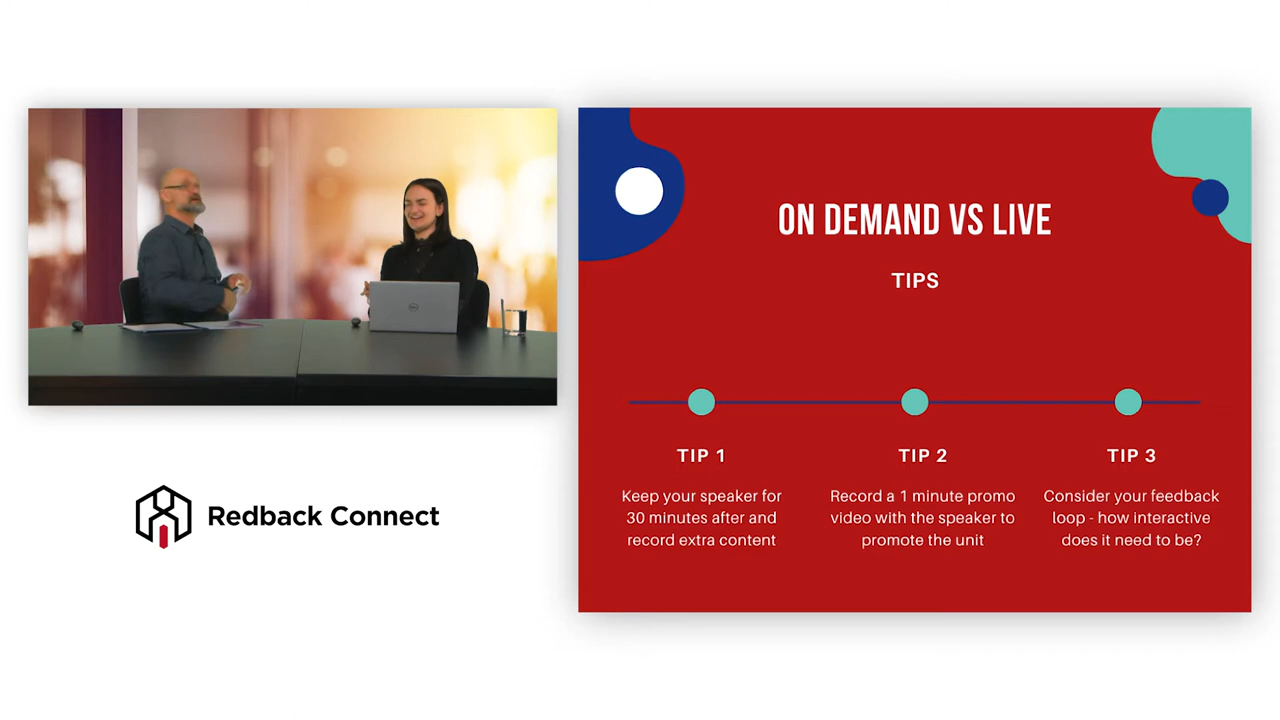 ON DEMAND VS LIVE
TIPS
TIP 1
Keep your speaker for
30 minutes after and
record extra content
TIP 2
Record a 1 minute promo
video with the speaker to
promote the unit
TIP 3
Consider your feedback
loop - how interactive
does it need to be?
Redback Connect